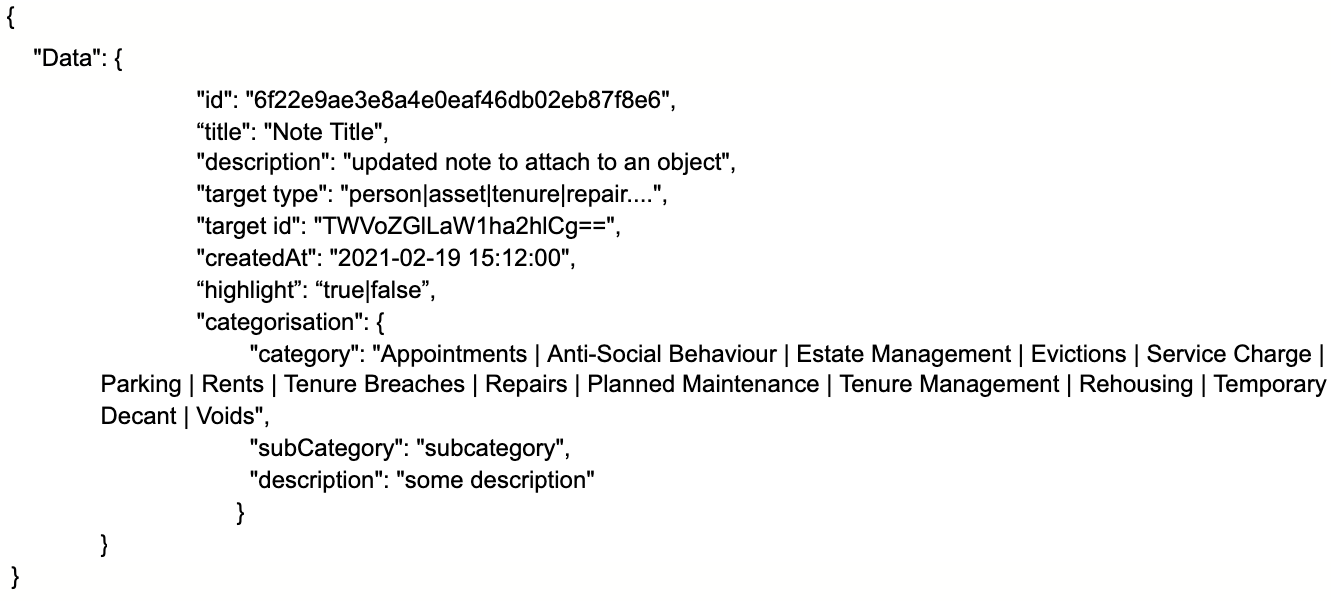 {
"Data": {
"id": "6f22e9ae3e8a4e0eaf46db02eb87f8e6",
“title": "Note Title",
"description": "updated note to attach to an object",
"target type": "person|asset|tenure|repair....",
"target id": "TWVoZGlLaW1ha2hlCg==",
"createdAt": "2021-02-19 15:12:00",
“highlight”: “true|false”,
"categorisation": {
"category": "Appointments | Anti-Social Behaviour | Estate Management | Evictions | Service Charge |
Parking | Rents | Tenure Breaches | Repairs | Planned Maintenance | Tenure Management | Rehousing | Temporary
Decant | Voids",
"subCategory": "subcategory",
"description": "some description"
}
}
}